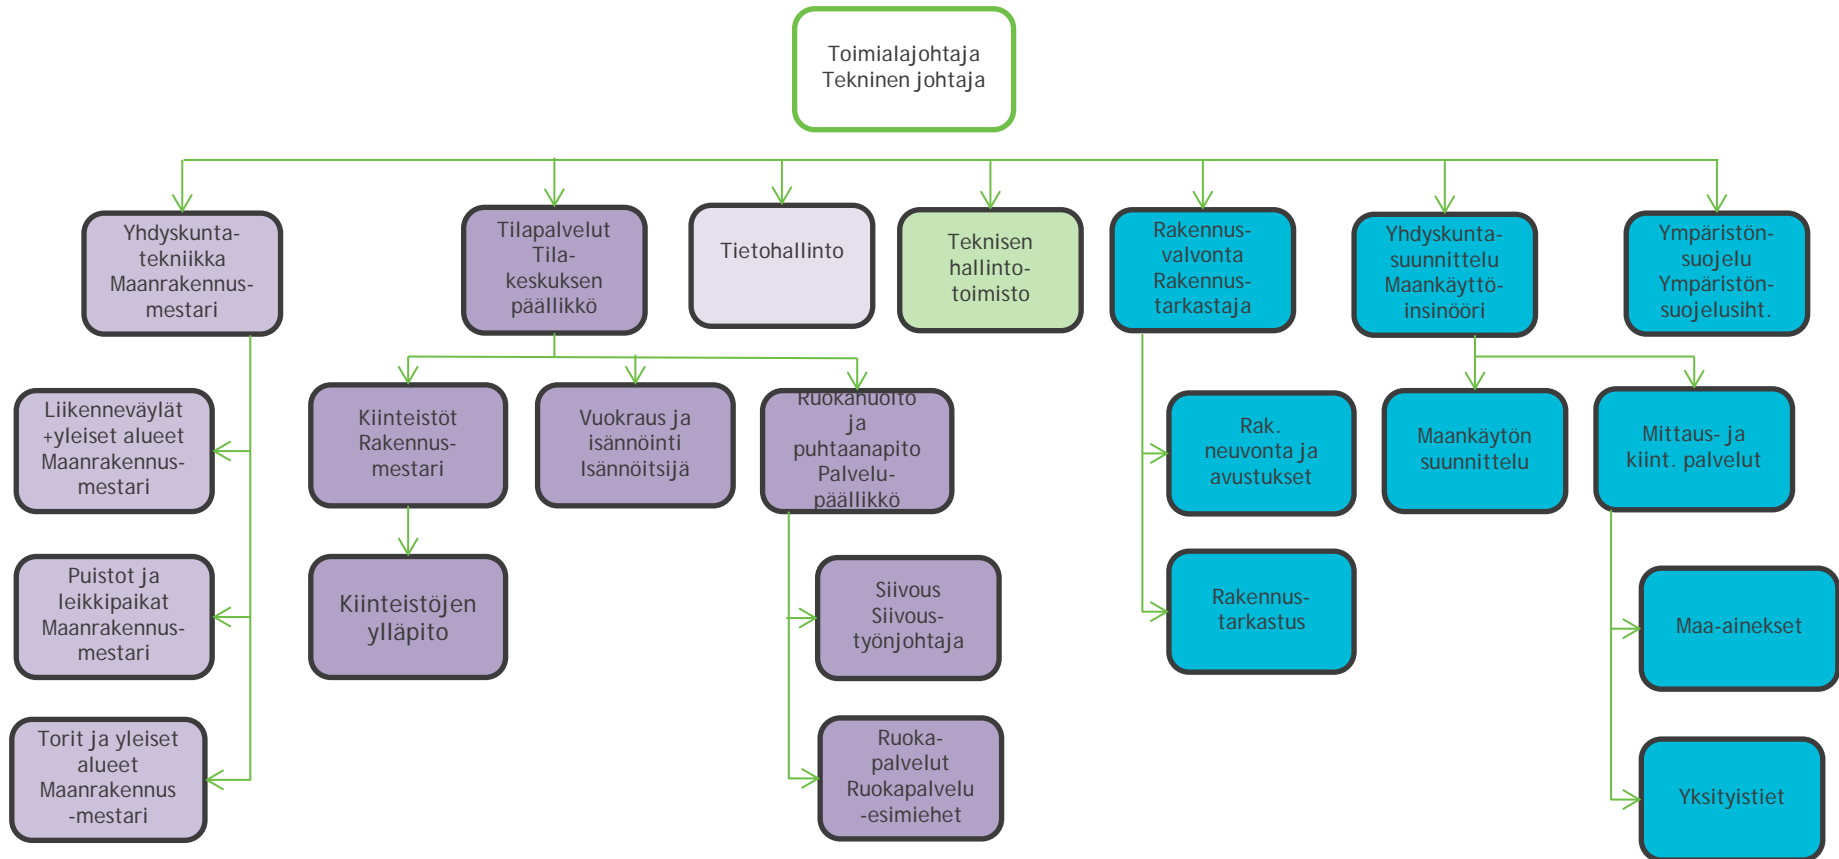 Toimialajohtaja
Tekninen johtaja
Yhdyskunta-
tekniikka
Maanrakennus-
mestari
Tilapalvelut
Tila-
keskuksen
päällikkö
Tietohallinto
Teknisen
hallinto-
toimisto
Rakennus-
valvonta
Rakennus-
tarkastaja
Yhdyskunta-
suunnittelu
Maankäyttö-
insinööri
Ympäristön-
suojelu
Ympäristön-
suojelusiht.
Liikenneväylät
+yleiset alueet
Maanrakennus-
mestari
Kiinteistöt
Rakennus-
mestari
Vuokraus ja
isännöinti
Isännöitsijä
Ruokahuolto
ja
puhtaanapito
Palvelu-
päällikkö
Rak.
neuvonta ja
avustukset
Maankäytön
suunnittelu
Mittaus- ja
kiint. palvelut
Puistot ja
leikkipaikat
Maanrakennus-
mestari
Kiinteistöjen
ylläpito
Siivous
Siivous-
työnjohtaja
Rakennus-
tarkastus
Maa-ainekset
Torit ja yleiset
alueet
Maanrakennus
-mestari
Ruoka-
palvelut
Ruokapalvelu
-esimiehet
Yksityistiet